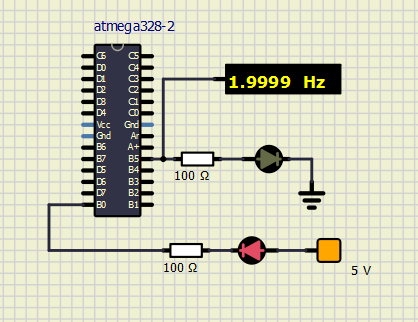 atmega328-2
C6 C5
D0 C4
D1 C3
D2 C2
D3 C1
D4 C0
Vcc Gnd
Gnd Ar
B6 A+
B7 B5
D5 B4
D6 B3
D7 B2
B0 B1
1.9999 Hz
100 Ω
100 Ω
5 V